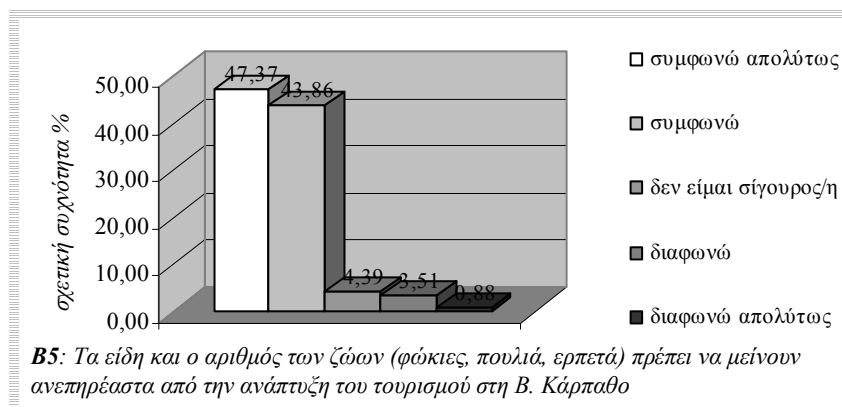 50,00
40,00
30,00
20,00
10,00
0,00
σχετική συχνότητα %
47,37
43,86
4,39
3,51
0,88
συμφωνώ απολύτως
συμφωνώ
δεν είμαι σίγουρος/η
διαφωνώ
διαφωνώ απολύτως
B5: Τα είδη και ο αριθμός των ζώων (φώκιες, πουλιά, ερπετά) πρέπει να μείνουν
ανεπηρέαστα από την ανάπτυξη του τουρισμού στη Β. Κάρπαθο